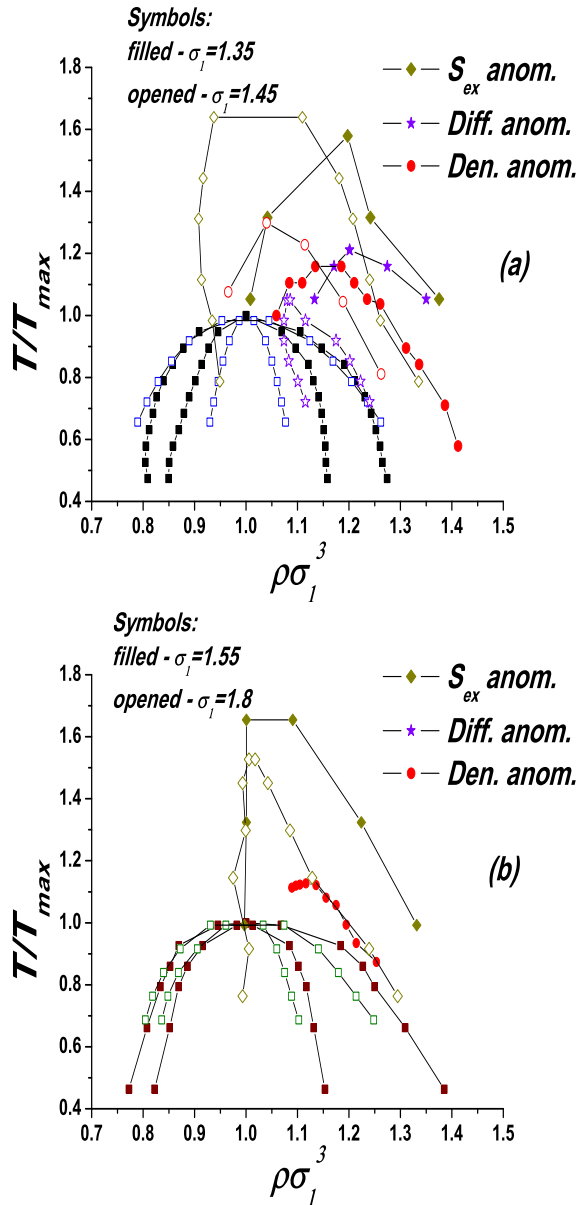 Symbols:
filled - σ1=1.35
opened - σ1=1.45
Sex anom.
Diff. anom.
Den. anom.
(a)
T/Tmax
1.8
1.6
1.4
1.2
1.0
0.8
0.6
0.4
0.7 0.8 0.9 1.0 1.1 1.2 1.3 1.4 1.5
ρσ1^3
Symbols:
filled - σ1=1.55
opened - σ1=1.8
Sex anom.
Diff. anom.
Den. anom.
(b)
T/Tmax
1.8
1.6
1.4
1.2
1.0
0.8
0.6
0.4
0.7 0.8 0.9 1.0 1.1 1.2 1.3 1.4 1.5
ρσ1^3